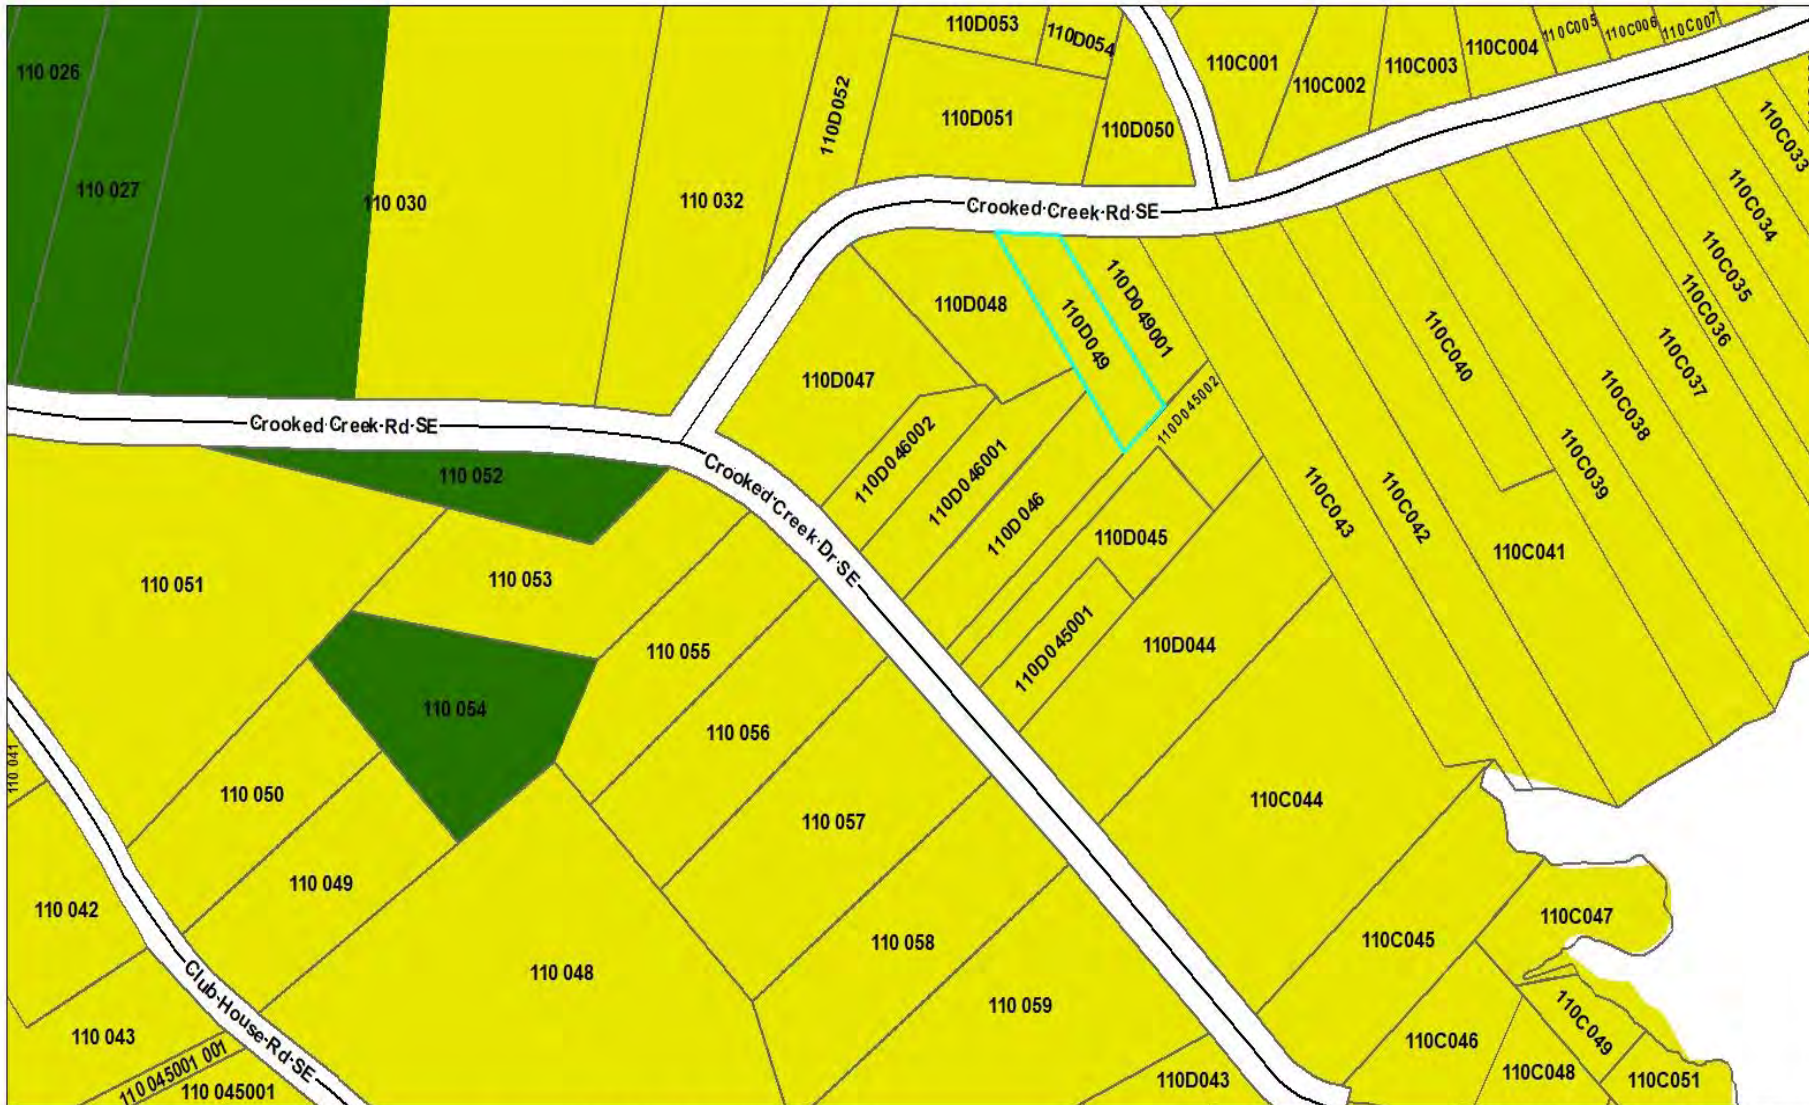 110D053
110D054
110C004
110C005
110C006
110C007
110 026
110C001
110C002
110C003
110D052
110D051
110D050
110C033
110 027
110 030
110 032
Crooked Creek Rd SE
110C034
110C035
110C036
110C037
110D048
110D049
110D049001
110C040
110D047
110D045002
110C038
110C039
Crooked Creek Rd SE
110 052
110D046002
110D046001
110D046
Crooked Creek Dr SE
110D045
110C043
110C042
110C041
110 051
110 053
110D045001
110D044
110 055
110 054
110 056
110 041
110 050
110 057
110C044
110 049
110 042
110C047
110 058
110C045
110 048
110 059
Club House Rd SE
110 043
110C046
110C049
110 045001 001
110 045001
110D043
110C048
110C051